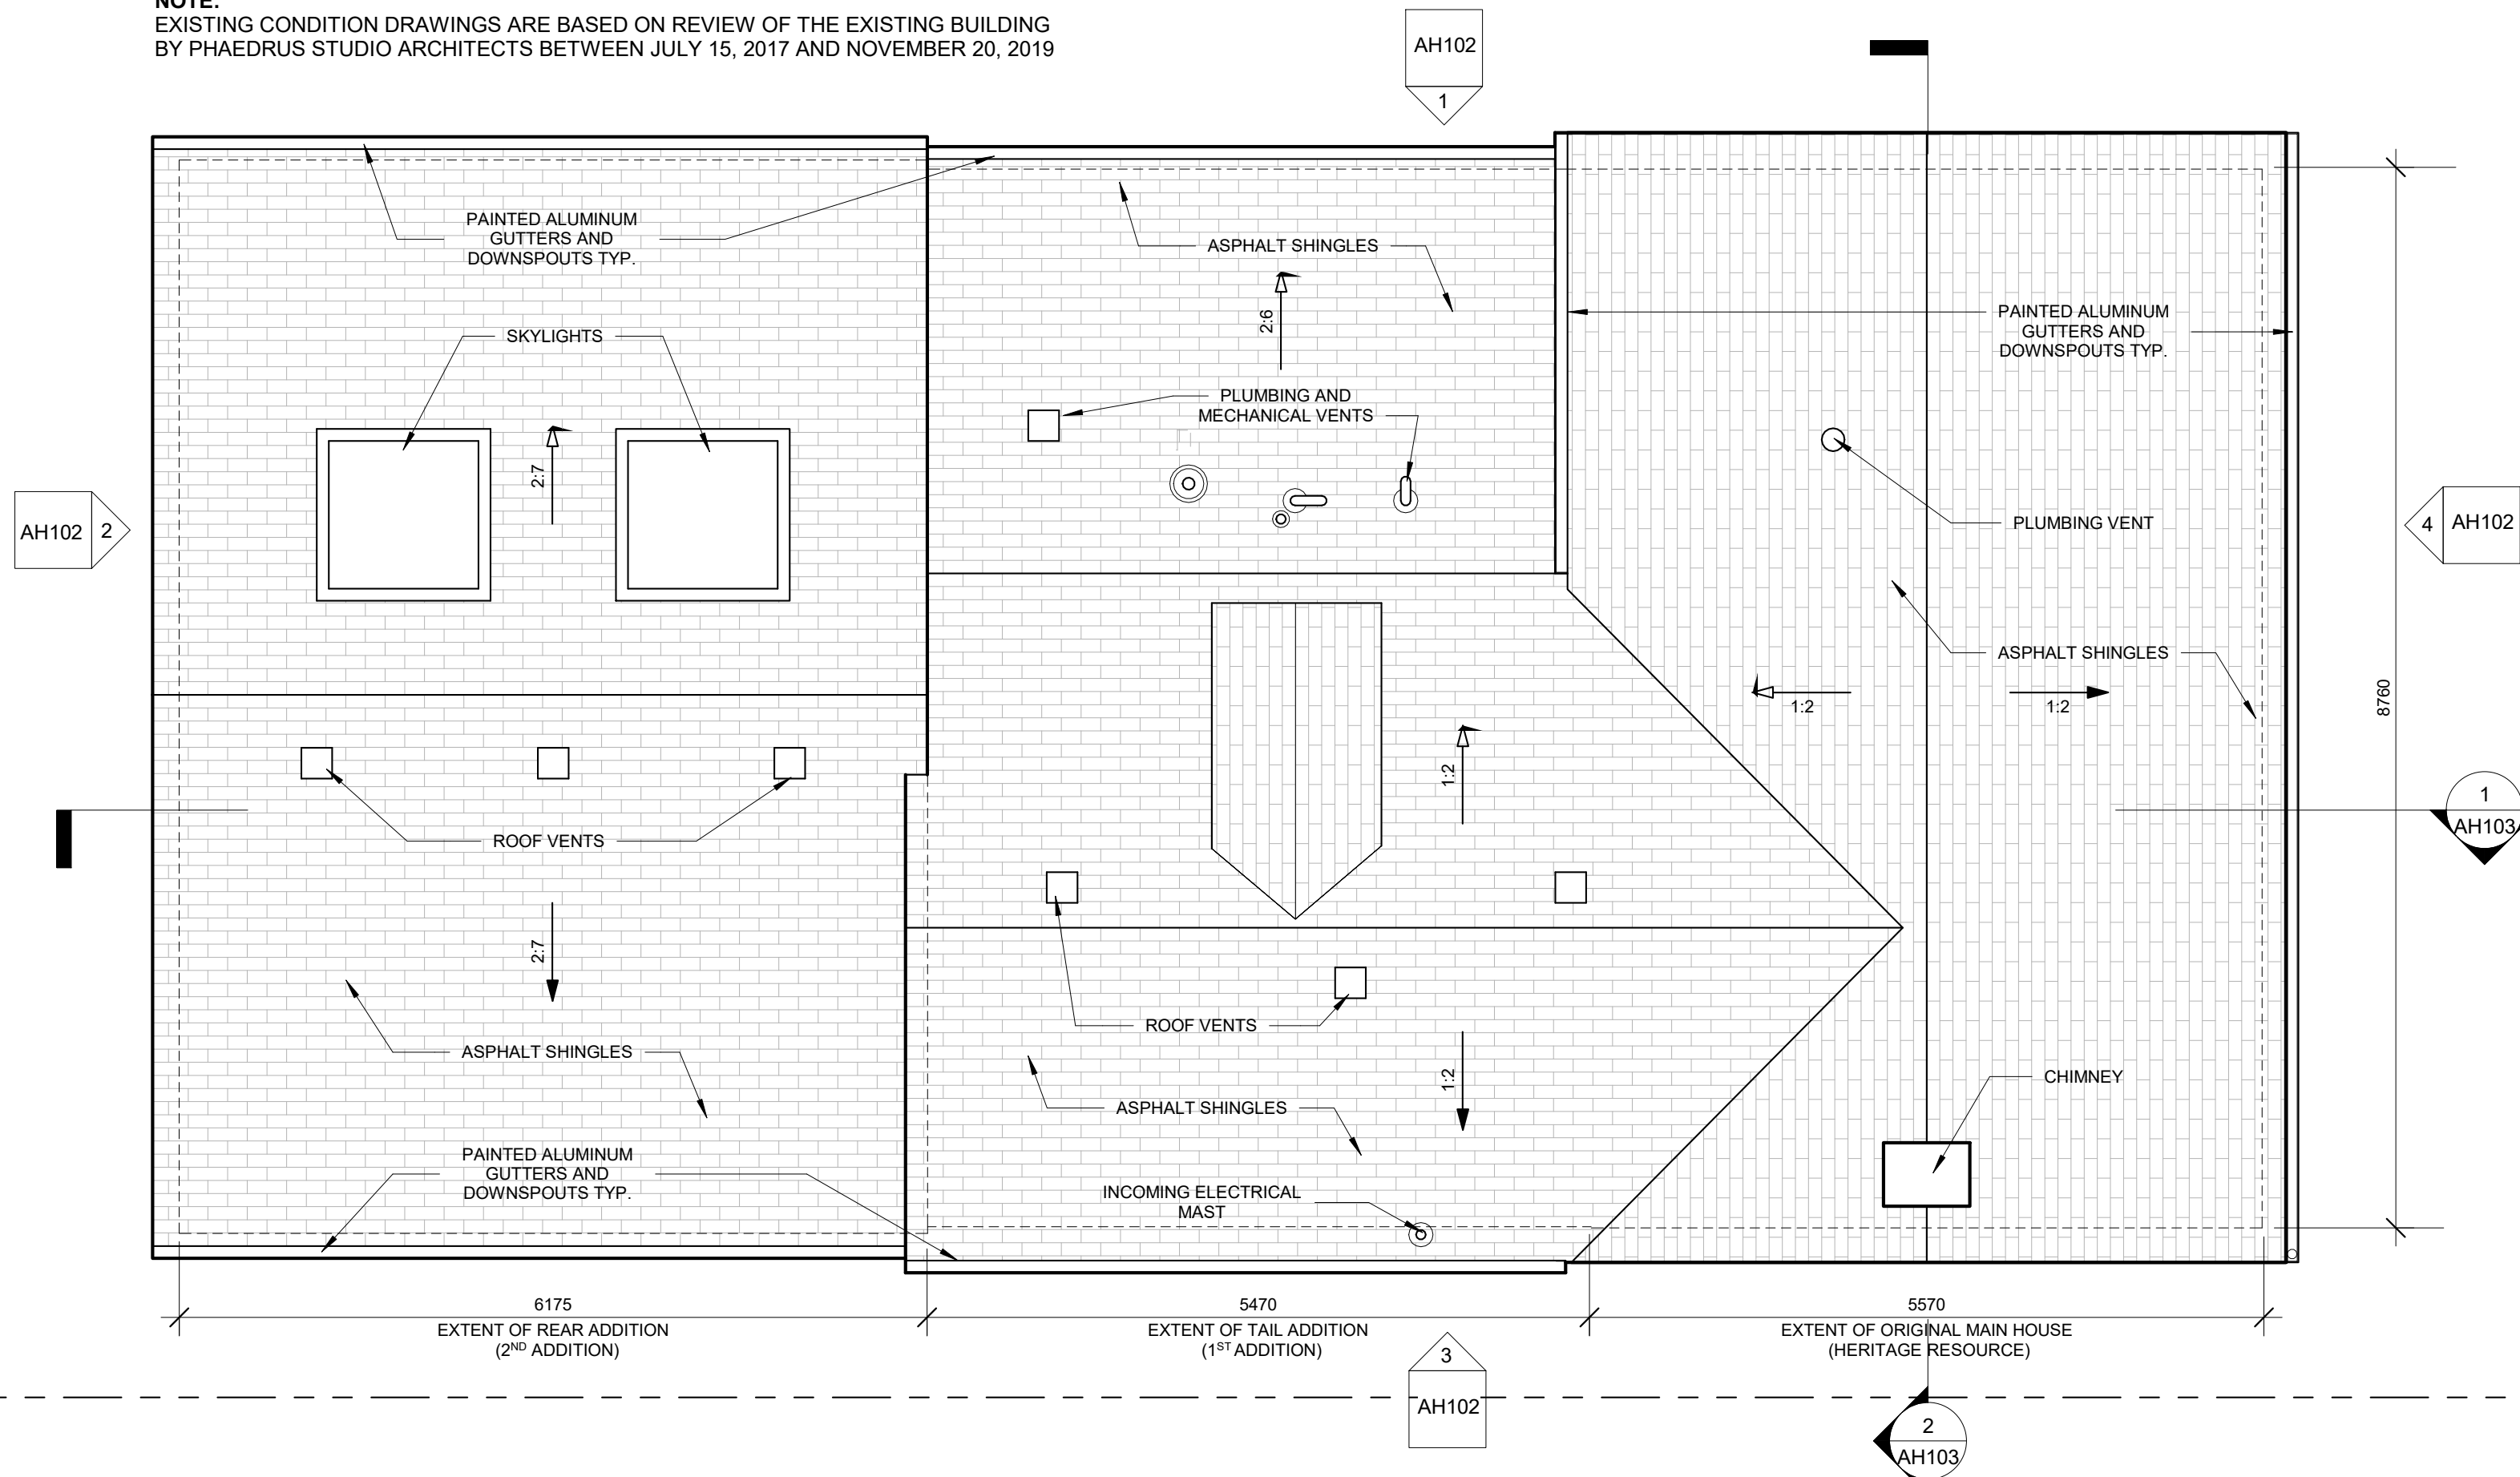 NOTE:
EXISTING CONDITION DRAWINGS ARE BASED ON REVIEW OF THE EXISTING BUILDING
BY PHAEDRUS STUDIO ARCHITECTS BETWEEN JULY 15, 2017 AND NOVEMBER 20, 2019
AH102
1
PAINTED ALUMINUM
GUTTERS AND
DOWNSPOUTS TYP.
ASPHALT SHINGLES
2:6
PAINTED ALUMINUM
GUTTERS AND
DOWNSPOUTS TYP.
SKYLIGHTS
2:7
PLUMBING AND
MECHANICAL VENTS
PLUMBING VENT
AH102
2
4
AH102
ASPHALT SHINGLES
1:2
1:2
8760
1:2
ROOF VENTS
1
AH103
2:7
ROOF VENTS
ASPHALT SHINGLES
1:2
ASPHALT SHINGLES
CHIMNEY
PAINTED ALUMINUM
GUTTERS AND
DOWNSPOUTS TYP.
INCOMING ELECTRICAL
MAST
6175
EXTENT OF REAR ADDITION
(2ND ADDITION)
5470
EXTENT OF TAIL ADDITION
(1ST ADDITION)
5570
EXTENT OF ORIGINAL MAIN HOUSE
(HERITAGE RESOURCE)
3
AH102
2
AH103